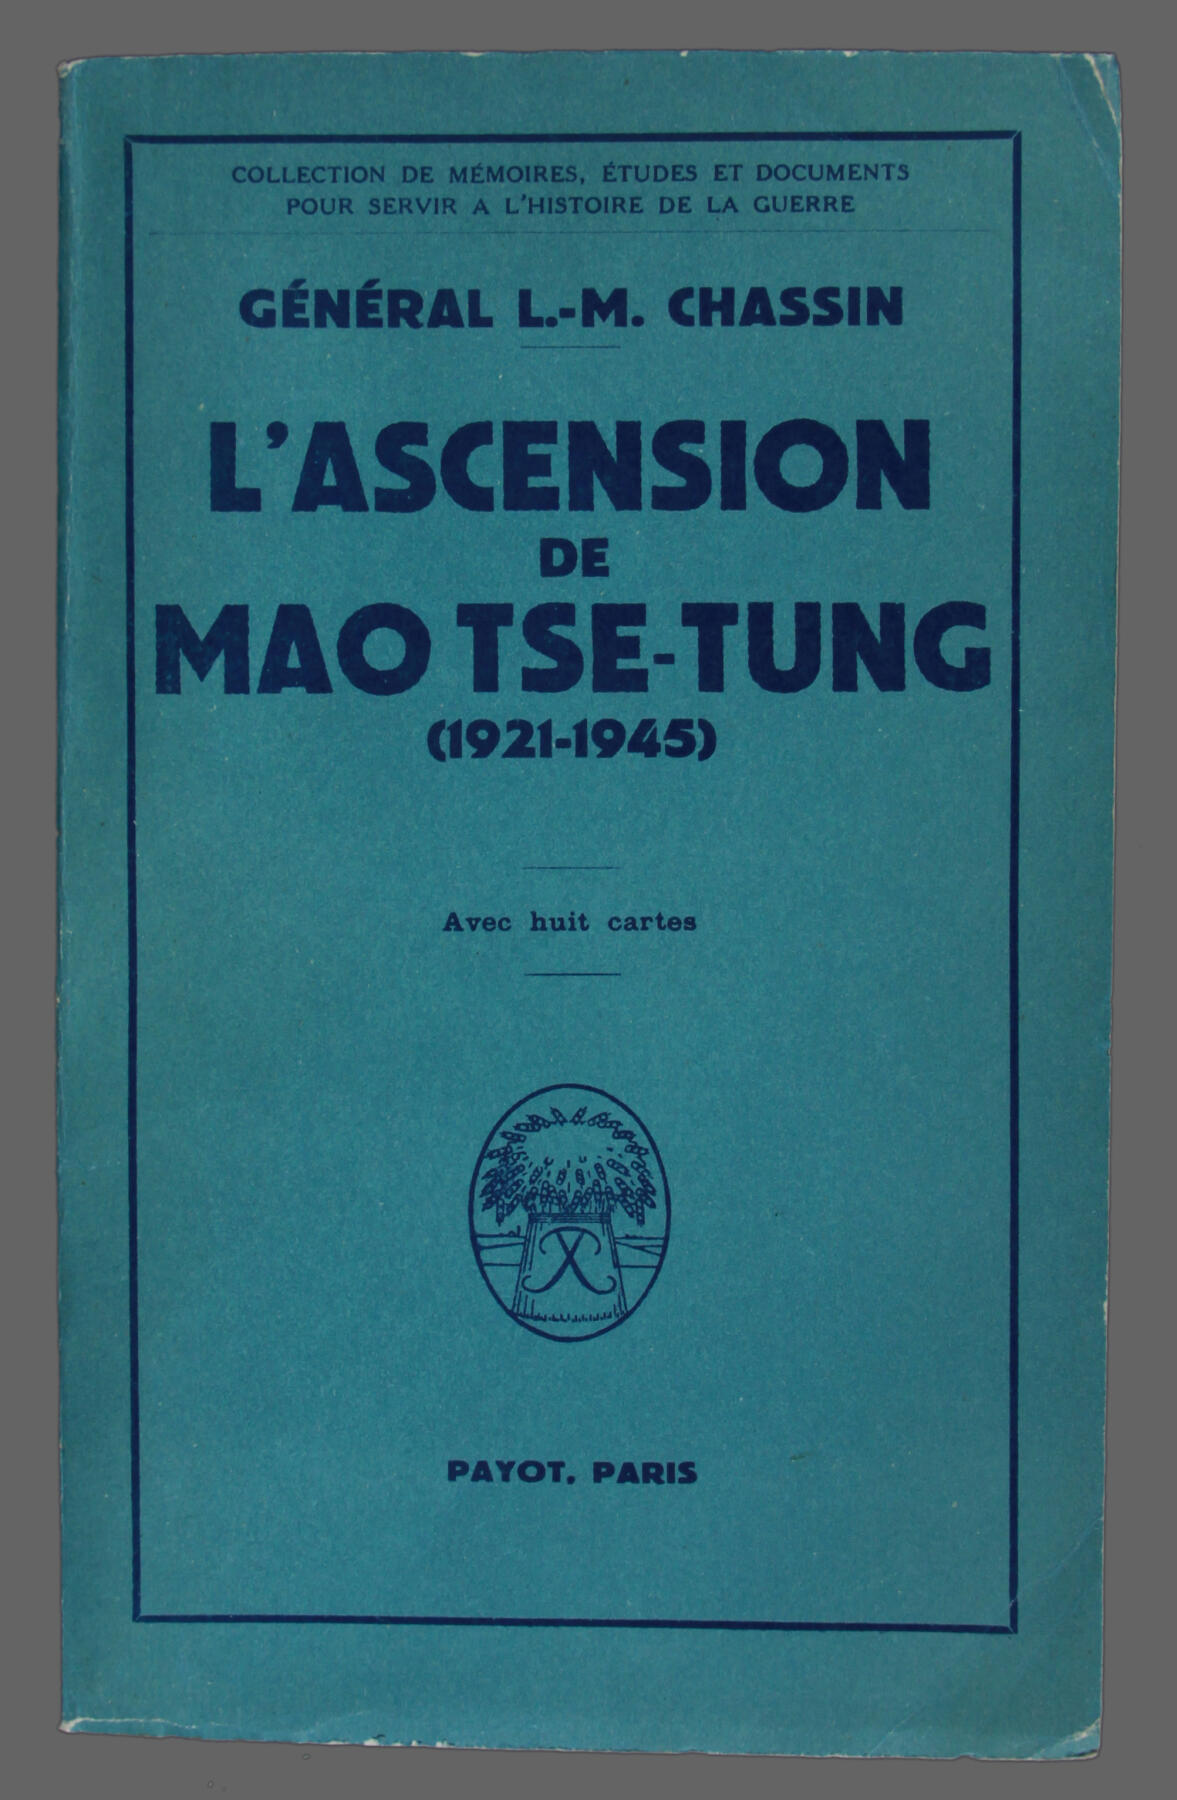 COLLECTION DE MÉMOIRES, ÉTUDES ET DOCUMENTS
POUR SERVIR A L'HISTOIRE DE LA GUERRE
GÉNÉRAL L.-M. CHASSIN
L'ASCENSION
DE
MAO TSE-TUNG
(1921-1945)
Avec huit cartes
PAYOT, PARIS